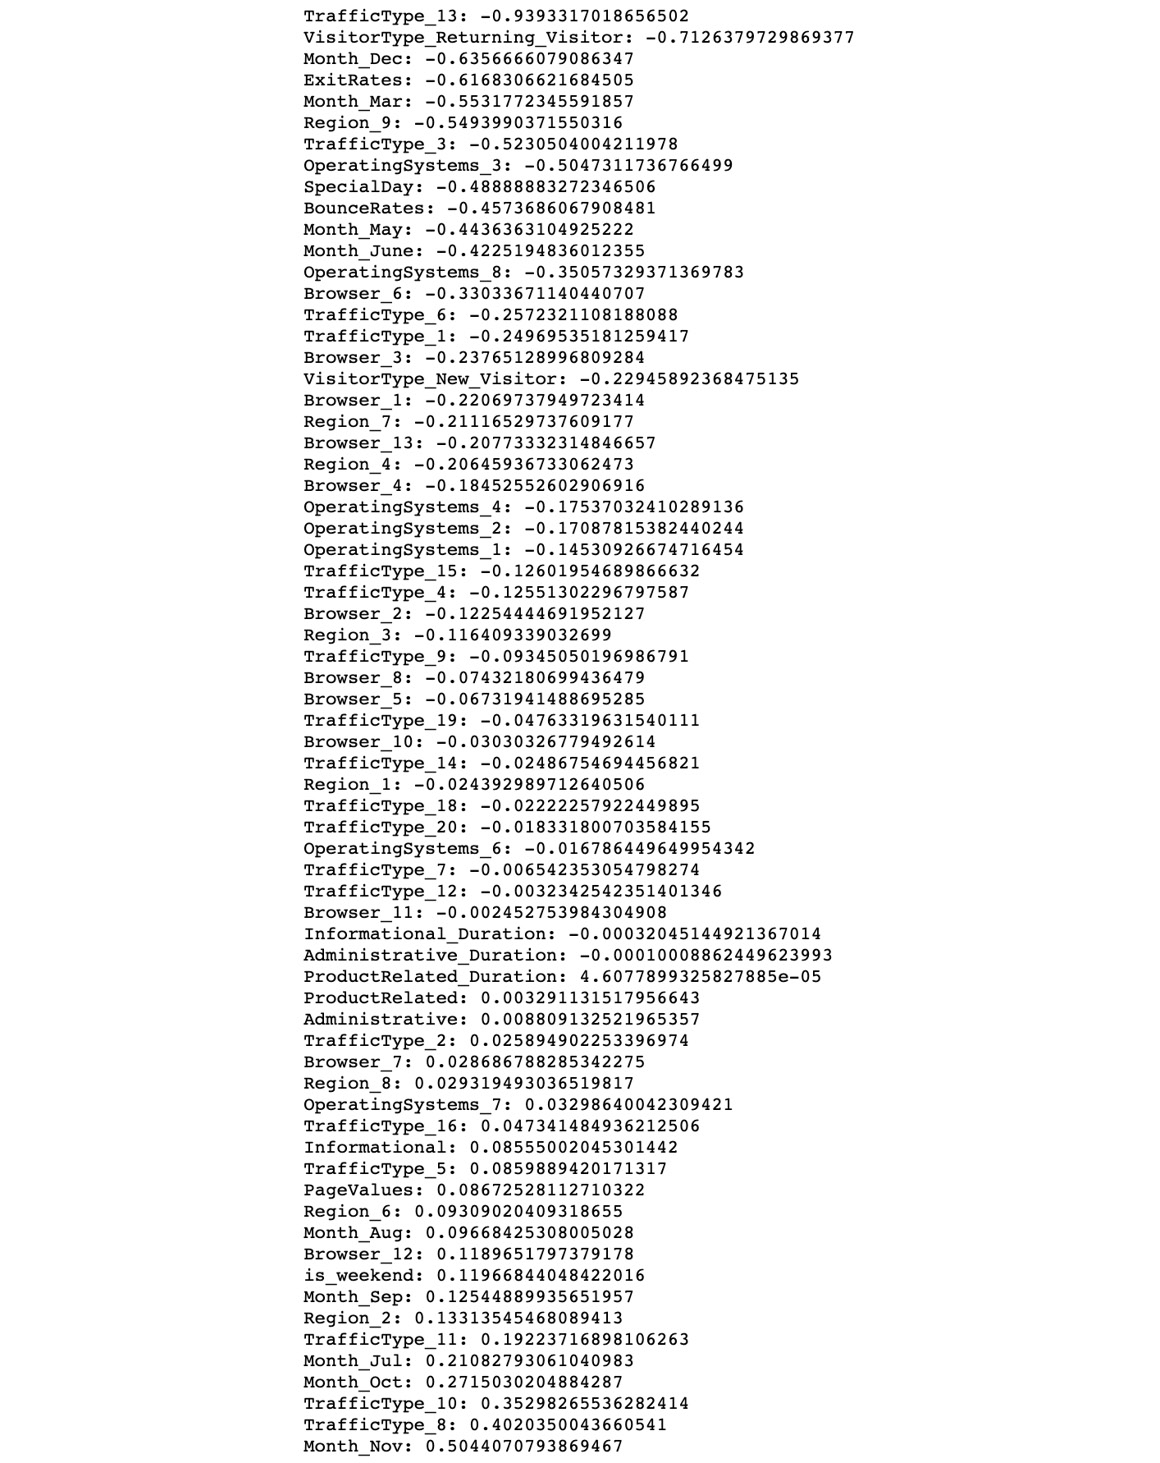 TrafficType_13: -0.9393317018656502
VisitorType_Returning_Visitor: -0.7126379729869377
Month_Dec: -0.6356666079086347
ExitRates: -0.6168306621684505
Month_Mar: -0.5531772345591857
Region_9: -0.5493990371550316
TrafficType_3: -0.5230504004211978
OperatingSystems_3: -0.5047311736766499
SpecialDay: -0.48888883272346506
BounceRates: -0.4573686067908481
Month_May: -0.4436363104925222
Month_June: -0.4225194836012355
OperatingSystems_8: -0.35057329371369783
Browser_6: -0.33033671140440707
TrafficType_6: -0.2572321108188088
TrafficType_1: -0.24969535181259417
Browser_3: -0.23765128996809284
VisitorType_New_Visitor: -0.22945892368475135
Browser_1: -0.22069737949723414
Region_7: -0.21116529737609177
Browser_13: -0.20773332314846657
Region_4: -0.20645936733062473
Browser_4: -0.18452552602906916
OperatingSystems_4: -0.17537032410289136
OperatingSystems_2: -0.17087815382440244
OperatingSystems_1: -0.14530926674716454
TrafficType_15: -0.12601954689866632
TrafficType_4: -0.12551302296797587
Browser_2: -0.12254444691952127
Region_3: -0.116409339032699
TrafficType_9: -0.09345050196986791
Browser_8: -0.07432180699436479
Browser_5: -0.06731941488695285
TrafficType_19: -0.04763319631540111
Browser_10: -0.03030326779492614
TrafficType_14: -0.02486754694456821
Region_1: -0.024392989712640506
TrafficType_18: -0.02222257922449895
TrafficType_20: -0.018331800703584155
OperatingSystems_6: -0.016786449649954342
TrafficType_7: -0.006542353054798274
TrafficType_12: -0.0032342542351401346
Browser_11: -0.002452753984304908
Informational_Duration: -0.00032045144921367014
Administrative_Duration: -0.00010008862449623993
ProductRelated_Duration: 4.6077899325827885e-05
ProductRelated: 0.003291131517956643
Administrative: 0.008809132521965357
TrafficType_2: 0.025894902253396974
Browser_7: 0.028686788285342275
Region_8: 0.029319493036519817
OperatingSystems_7: 0.03298640042309421
TrafficType_16: 0.047341484936212506
Informational: 0.08555002045301442
TrafficType_5: 0.0859889420171317
PageValues: 0.08672528112710322
Region_6: 0.09309020409318655
Month_Aug: 0.09668425308005028
Browser_12: 0.1189651797379178
is_weekend: 0.11966844048422016
Month_Sep: 0.12544889935651957
Region_2: 0.13313545468089413
TrafficType_11: 0.19223716898106263
Month_Jul: 0.21082793061040983
Month_Oct: 0.2715030204884287
TrafficType_10: 0.35298265536282414
TrafficType_8: 0.4020350043660541
Month_Nov: 0.5044070793869467